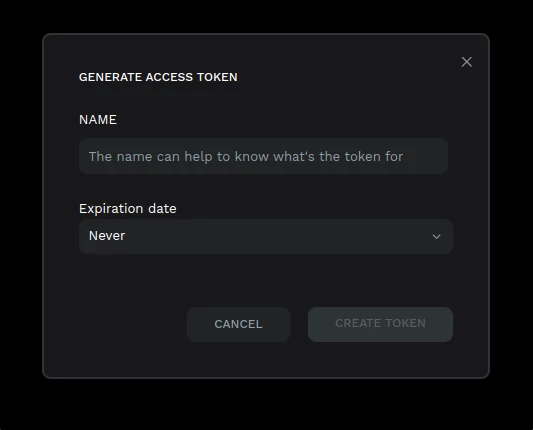 GENERATE ACCESS TOKEN
NAME
The name can help to know what's the token for
Expiration date
Never
CANCEL
CREATE TOKEN